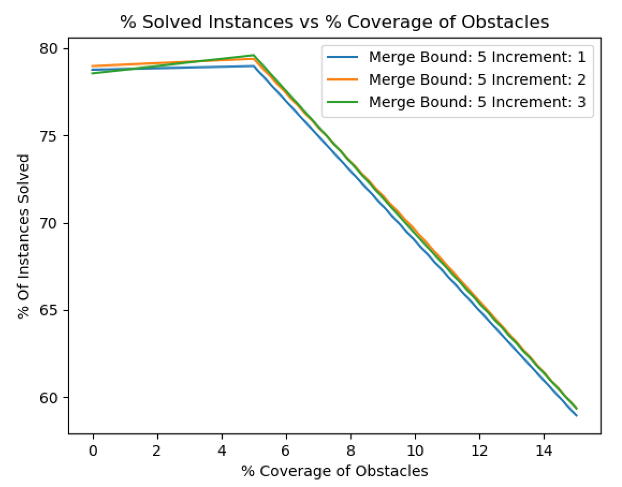 % Solved Instances vs % Coverage of Obstacles
Merge Bound: 5 Increment: 1
Merge Bound: 5 Increment: 2
Merge Bound: 5 Increment: 3
% Of Instances Solved
80
75
70
65
60
0 2 4 6 8 10 12 14
% Coverage of Obstacles